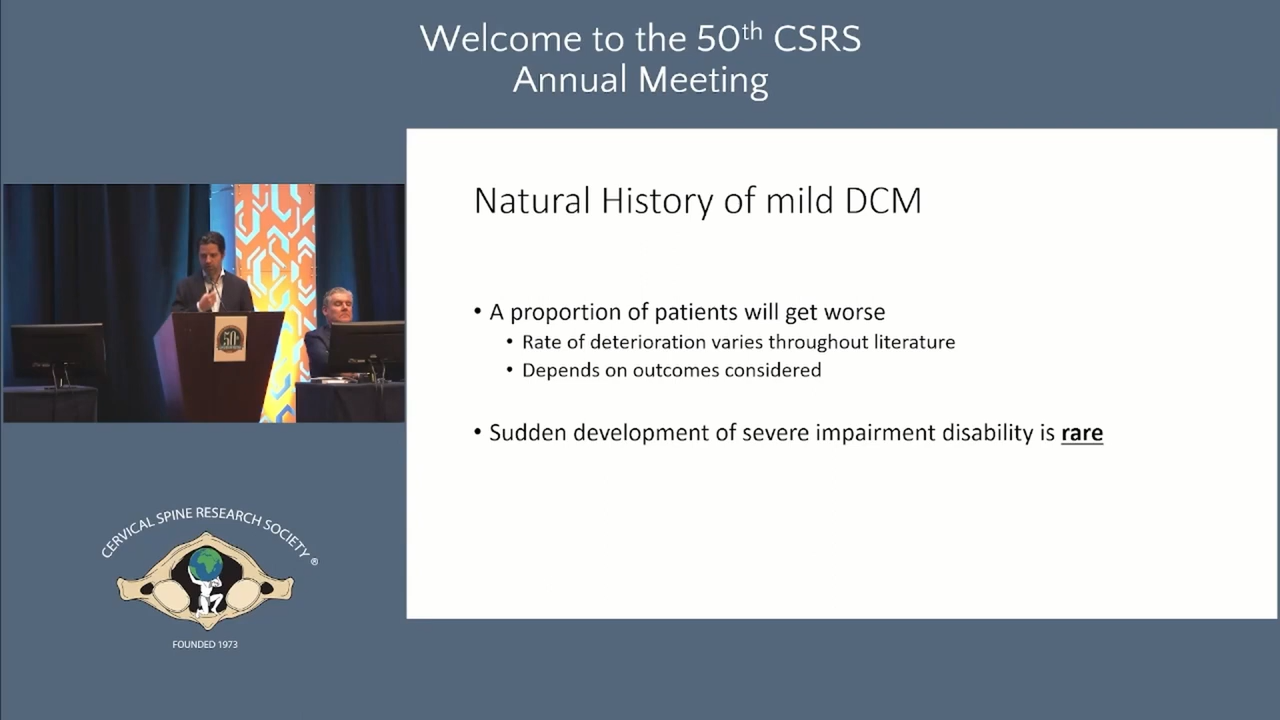 Welcome to the 50th CSRS
Annual Meeting
Natural History of mild DCM
• A proportion of patients will get worse
• Rate of deterioration varies throughout literature
• Depends on outcomes considered
• Sudden development of severe impairment disability is rare
50
CERVICAL SPINE RESEARCH SOCIETY ®
FOUNDED 1973